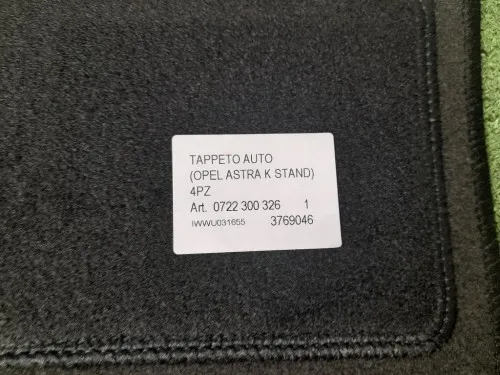 TAPPETO AUTO
(OPEL ASTRA K STAND)
4PZ
Art. 0722 300 326 1
IWWU031655 3769046